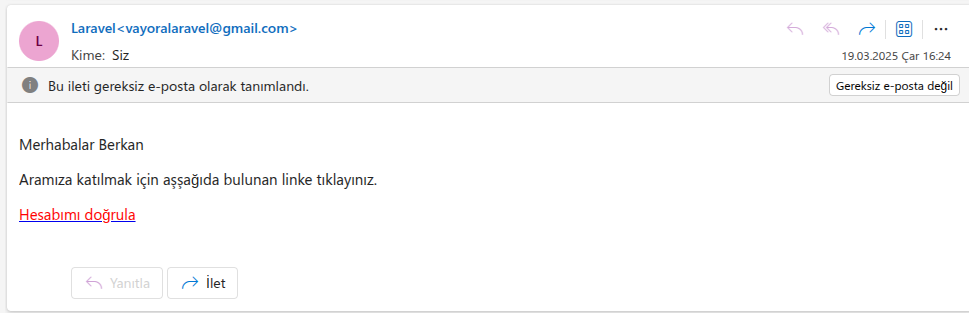 L
Laravel<vayoralaravel@gmail.com>
Kime: Siz
19.03.2025 Çar 16:24
Bu ileti gereksiz e-posta olarak tanımlandı.
Gereksiz e-posta değil
Merhabalar Berkan
Aramıza katılmak için aşşağıda bulunan linke tıklayınız.
Hesabımı doğrula
Yanıtla
İlet